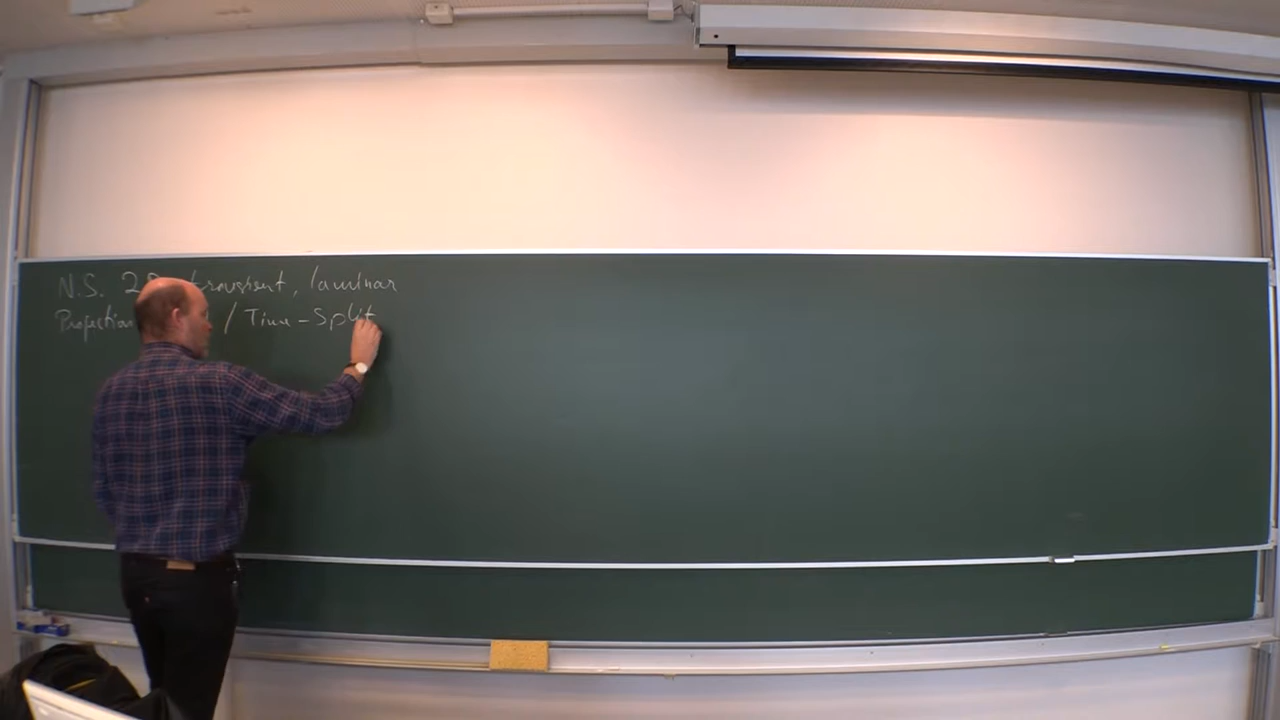 N.S. 2D transient, laminar
Projection / Time-Split